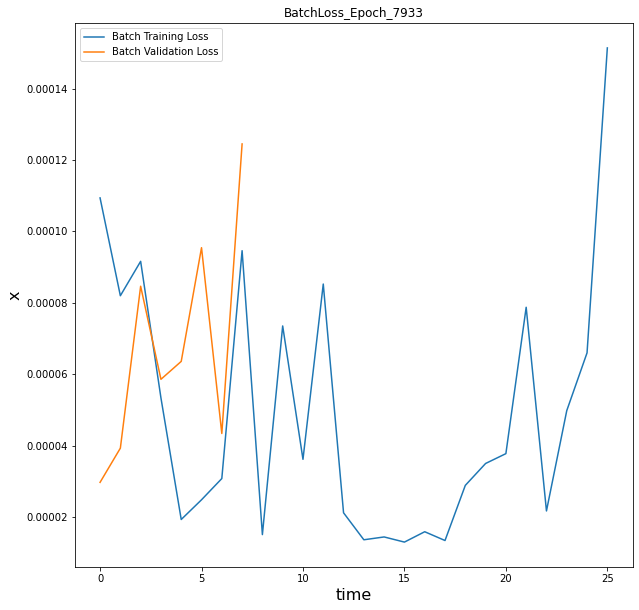 BatchLoss_Epoch_7933
Batch Training Loss
Batch Validation Loss
0.00014
0.00012
0.00010
0.00008
0.00006
0.00004
0.00002
x
0 5 10 15 20 25
time